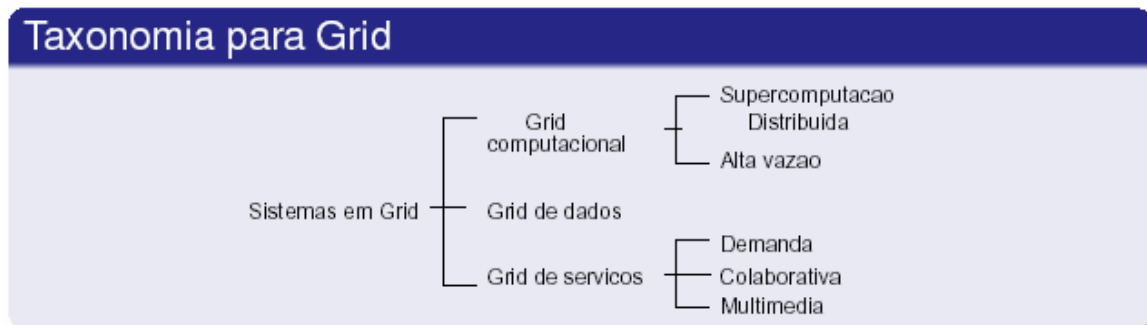 Taxonomia para Grid
Supercomputacao
Distribuida
Grid
computacional
Alta vazao
Sistemas em Grid
Grid de dados
Demanda
Grid de servicos
Colaborativa
Multimedia